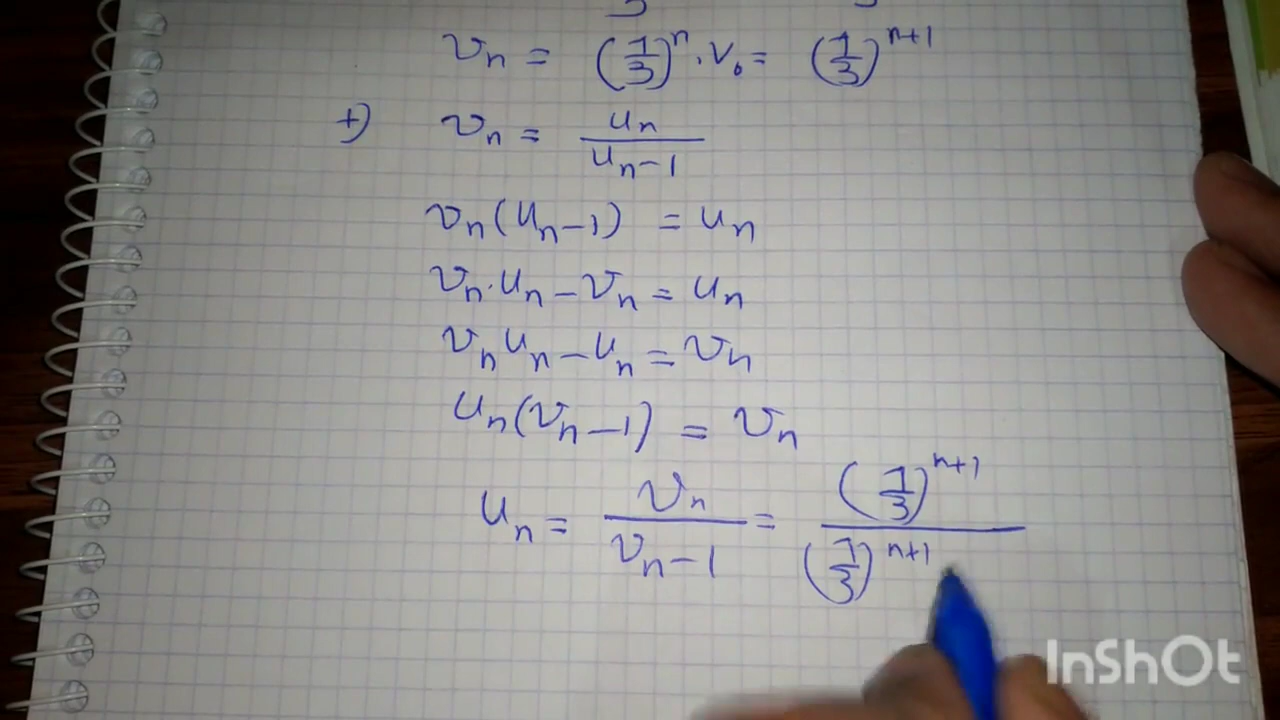 vₙ = (1/3)ⁿ . V₀ = (1/3)ⁿ⁺¹
+) vₙ = uₙ / (uₙ - 1)
vₙ(uₙ - 1) = uₙ
vₙ . uₙ - vₙ = uₙ
vₙ uₙ - uₙ = vₙ
uₙ(vₙ - 1) = vₙ
uₙ = vₙ / (vₙ - 1) = (1/3)ⁿ⁺¹ / (1/3)ⁿ⁺¹
InShOt